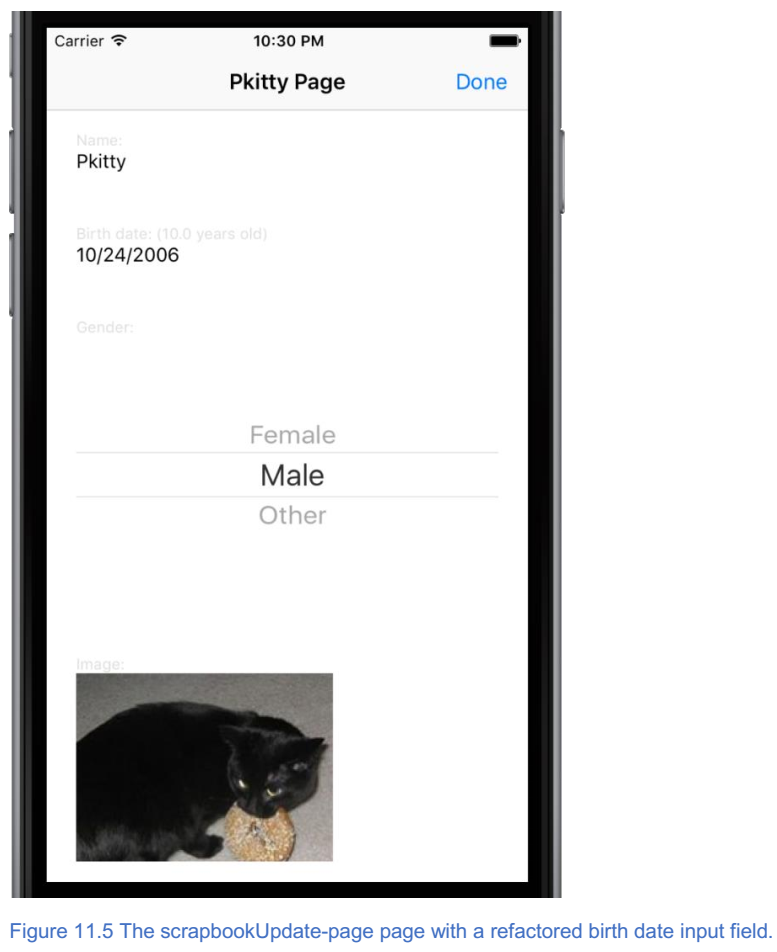 Carrier 10:30 PM
Pkitty Page Done
Name:
Pkitty
Birth date: (10.0 years old)
10/24/2006
Gender:
Female
Male
Other
Image:
Figure 11.5 The scrapbookUpdate-page page with a refactored birth date input field.